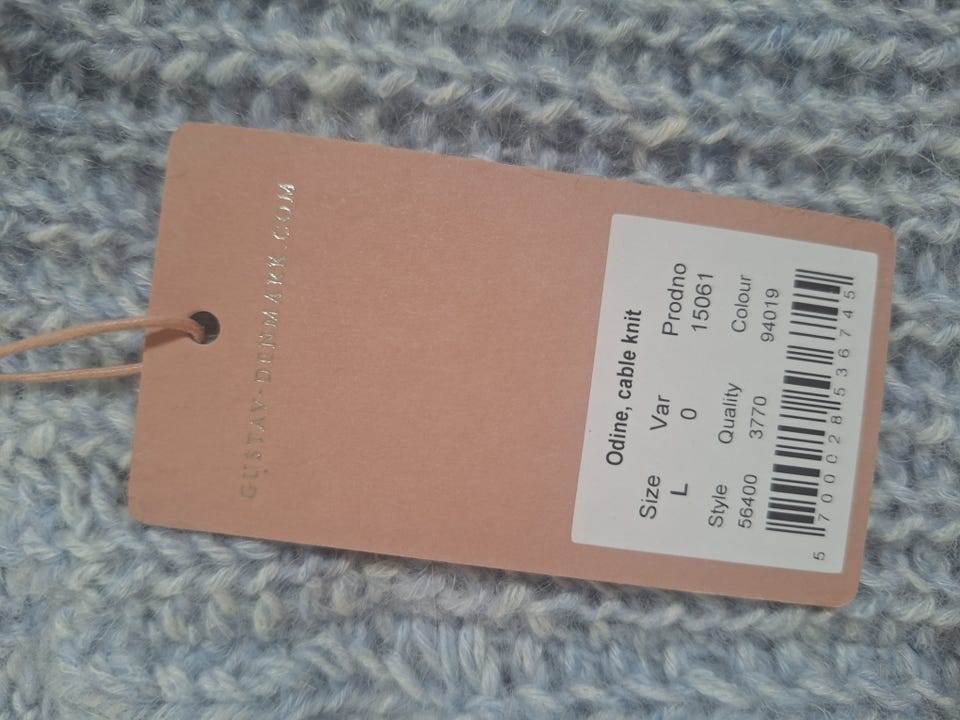 GUSTAV-DENMARK.COM
Odine, cable knit
Size Var Prodno
L 0 15061
Style Quality Colour
56400 3770 94019
5 700028 536745